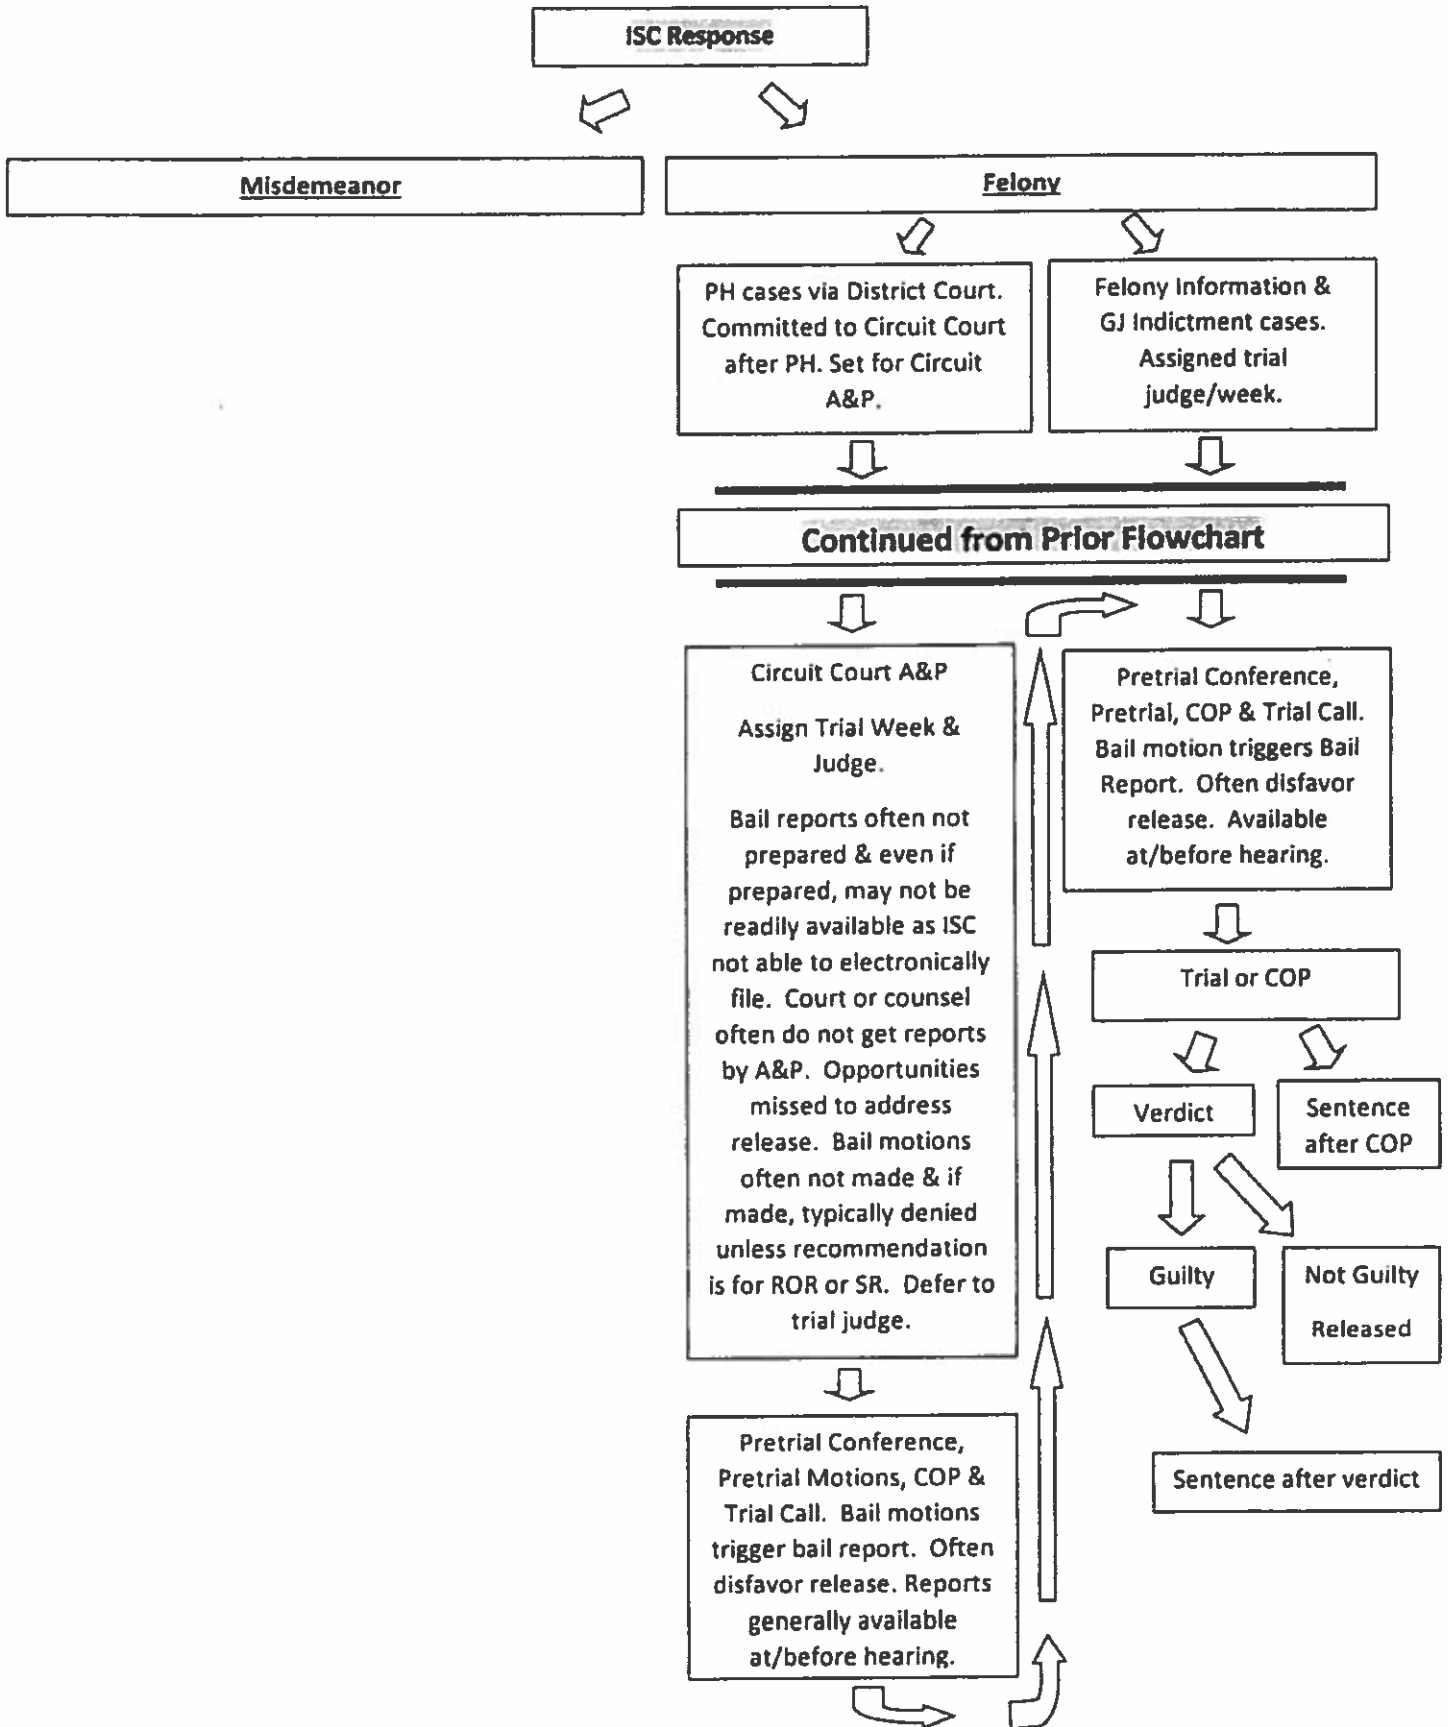 ISC Response
Misdemeanor
Felony
PH cases via District Court.
Committed to Circuit Court
after PH. Set for Circuit
A&P.
Felony Information &
GJ Indictment cases.
Assigned trial
judge/week.
Continued from Prior Flowchart
Circuit Court A&P
Assign Trial Week &
Judge.
Bail reports often not
prepared & even if
prepared, may not be
readily available as ISC
not able to electronically
file. Court or counsel
often do not get reports
by A&P. Opportunities
missed to address
release. Bail motions
often not made & if
made, typically denied
unless recommendation
is for ROR or SR. Defer to
trial judge.
Pretrial Conference,
Pretrial Motions, COP &
Trial Call. Bail motions
trigger bail report. Often
disfavor release. Reports
generally available
at/before hearing.
Pretrial Conference,
Pretrial, COP & Trial Call.
Bail motion triggers Bail
Report. Often disfavor
release. Available
at/before hearing.
Trial or COP
Verdict
Sentence
after COP
Guilty
Not Guilty
Released
Sentence after verdict